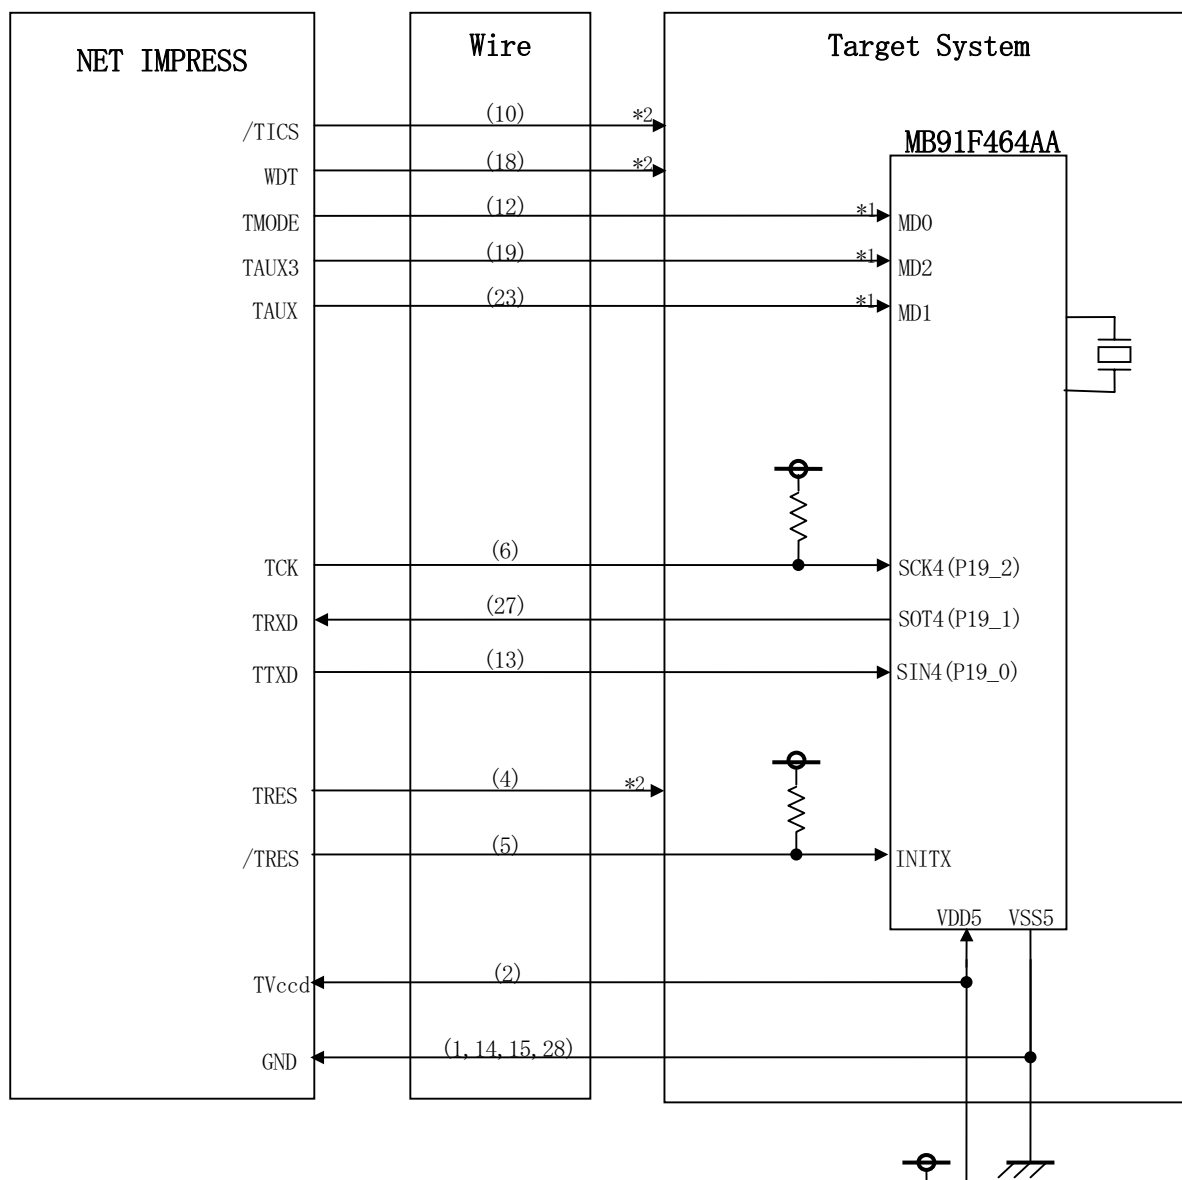 NET IMPRESS
Wire
Target System
/TICS (10) *2
MB91F464AA
WDT (18) *2
TMODE (12) *1 MD0
TAUX3 (19) *1 MD2
TAUX (23) *1 MD1
TCK (6) SCK4(P19_2)
TRXD (27) SOT4(P19_1)
TTXD (13) SIN4(P19_0)
TRES (4) *2
/TRES (5) INITX
VDD5 VSS5
TVccd (2)
GND (1,14,15,28)